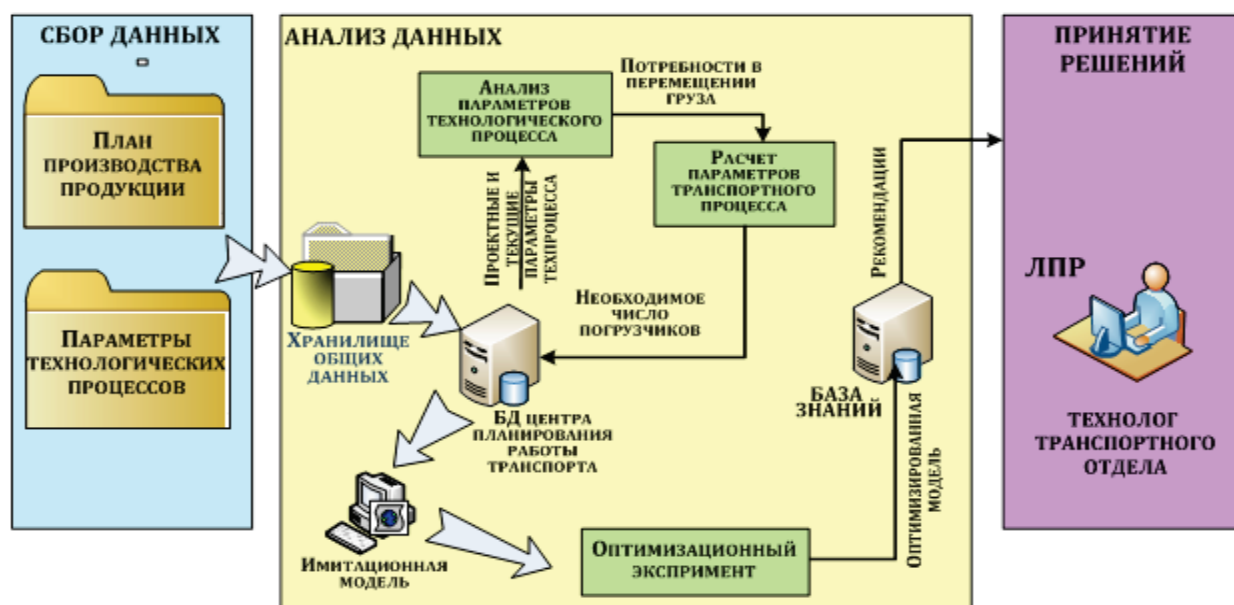 СБОР ДАННЫХ
ПЛАН
ПРОИЗВОДСТВА
ПРОДУКЦИИ
ПАРАМЕТРЫ
ТЕХНОЛОГИЧЕСКИХ
ПРОЦЕССОВ
АНАЛИЗ ДАННЫХ
АНАЛИЗ
ПАРАМЕТРОВ
ТЕХНОЛОГИЧЕСКОГО
ПРОЦЕССА
ПОТРЕБНОСТИ В
ПЕРЕМЕЩЕНИИ
ГРУЗА
РАСЧЕТ
ПАРАМЕТРОВ
ТРАНСПОРТНОГО
ПРОЦЕССА
ПРОЕКТНЫЕ И
ТЕКУЩИЕ
ПАРАМЕТРЫ
ТЕХПРОЦЕССА
ХРАНИЛИЩЕ
ОБЩИХ
ДАННЫХ
НЕОБХОДИМОЕ
ЧИСЛО
ПОГРУЗЧИКОВ
БД ЦЕНТРА
ПЛАНИРОВАНИЯ
РАБОТЫ
ТРАНСПОРТА
ИМИТАЦИОННАЯ
МОДЕЛЬ
ОПТИМИЗАЦИОННЫЙ
ЭКСПРИМЕНТ
ОПТИМИЗИРОВАННАЯ
МОДЕЛЬ
БАЗА
ЗНАНИЙ
РЕКОМЕНДАЦИИ
ПРИНЯТИЕ
РЕШЕНИЙ
ЛПР
ТЕХНОЛОГ
ТРАНСПОРТНОГО
ОТДЕЛА